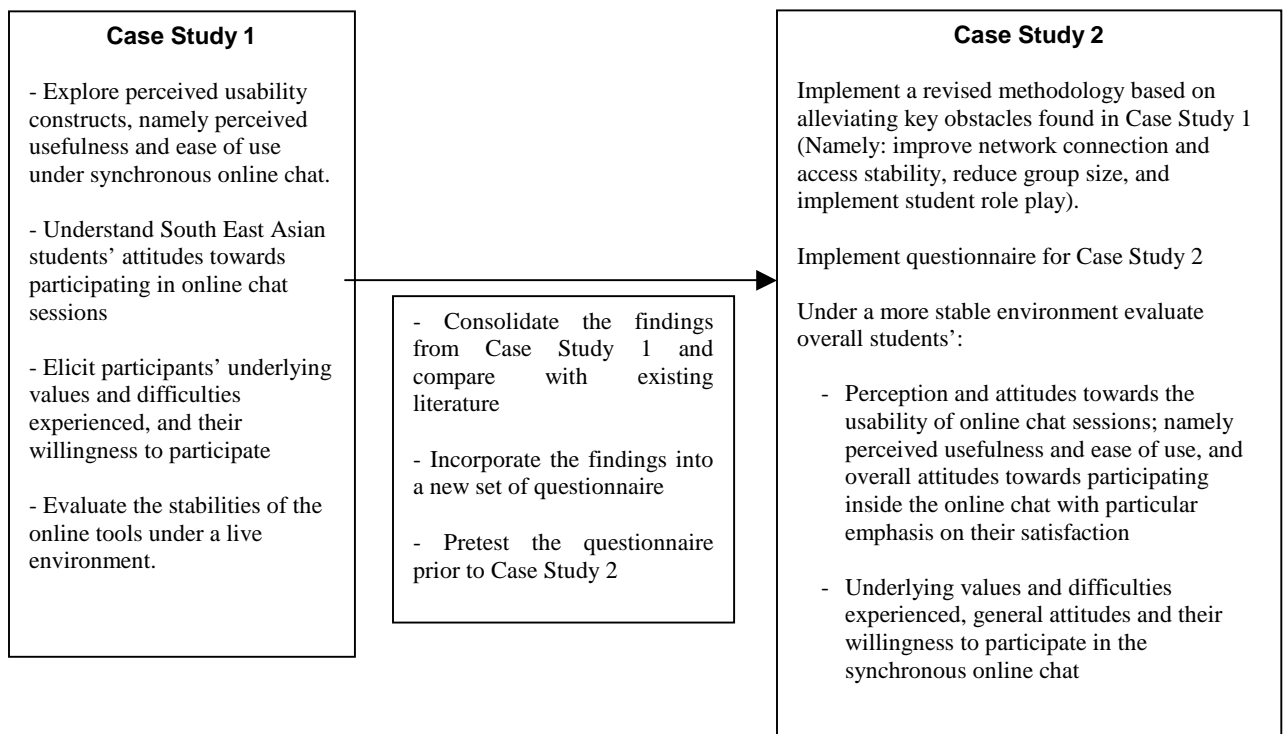 Case Study 1
- Explore perceived usability
constructs, namely perceived
usefulness and ease of use
under synchronous online chat.
- Understand South East Asian
students’ attitudes towards
participating in online chat
sessions
- Elicit participants’ underlying
values and difficulties
experienced, and their
willingness to participate
- Evaluate the stabilities of the
online tools under a live
environment.
- Consolidate the findings
from Case Study 1 and
compare with existing
literature
- Incorporate the findings into
a new set of questionnaire
- Pretest the questionnaire
prior to Case Study 2
Case Study 2
Implement a revised methodology based on
alleviating key obstacles found in Case Study 1
(Namely: improve network connection and
access stability, reduce group size, and
implement student role play).
Implement questionnaire for Case Study 2
Under a more stable environment evaluate
overall students’:
- Perception and attitudes towards the
usability of online chat sessions; namely
perceived usefulness and ease of use, and
overall attitudes towards participating
inside the online chat with particular
emphasis on their satisfaction
- Underlying values and difficulties
experienced, general attitudes and their
willingness to participate in the
synchronous online chat